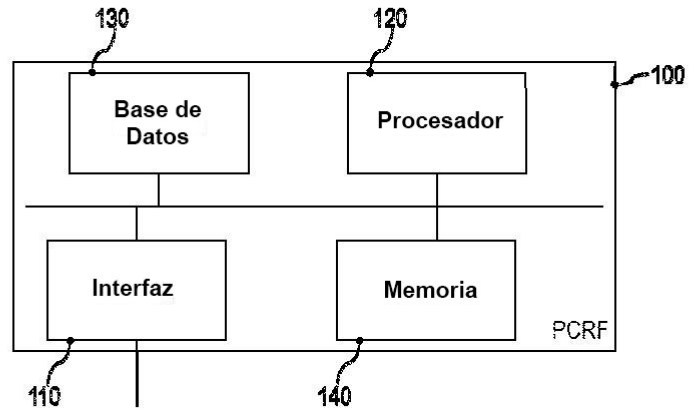 130
120
100
Base de
Datos
Procesador
Interfaz
Memoria
PCRF
110
140